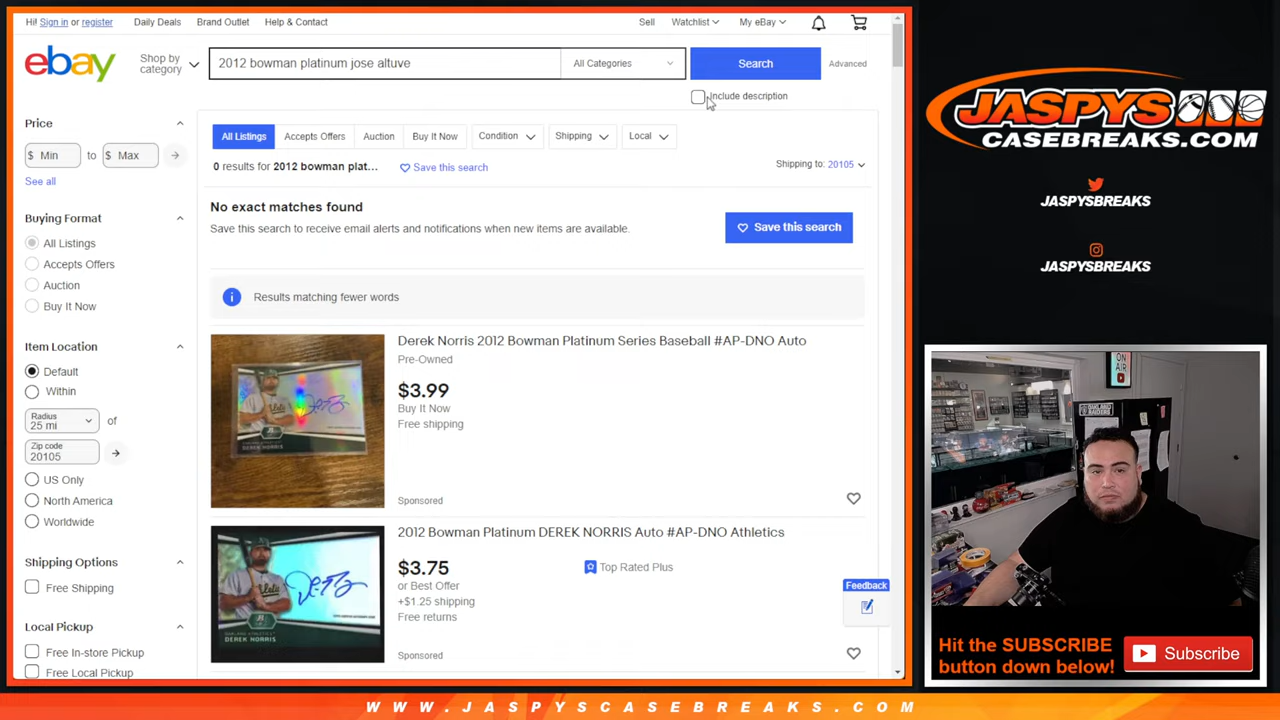 Hi! Sign in or register
Daily Deals
Brand Outlet
Help & Contact
Sell
Watchlist
My eBay
ebay
Shop by category
2012 bowman platinum jose altuve
All Categories
Search
Advanced
Include description
Price
$ Min to $ Max
See all
Buying Format
All Listings
Accepts Offers
Auction
Buy It Now
Item Location
Default
Within
Radius
25 mi
of
Zip code
20105
US Only
North America
Worldwide
Shipping Options
Free Shipping
Local Pickup
Free In-store Pickup
Free Local Pickup
All Listings
Accepts Offers
Auction
Buy It Now
Condition
Shipping
Local
0 results for 2012 bowman plat...
Save this search
Shipping to: 20105
No exact matches found
Save this search to receive email alerts and notifications when new items are available.
Save this search
Results matching fewer words
Derek Norris 2012 Bowman Platinum Series Baseball #AP-DNO Auto
Pre-Owned
$3.99
Buy It Now
Free shipping
Sponsored
2012 Bowman Platinum DEREK NORRIS Auto #AP-DNO Athletics
$3.75
or Best Offer
+$1.25 shipping
Free returns
Top Rated Plus
Sponsored
Feedback
DEREK NORRIS
DEREK NORRIS
JASPYS
CASEBREAKS.COM
JASPYSBREAKS
JASPYSBREAKS
ON AIR
Hit the SUBSCRIBE
button down below!
Subscribe
WWW.JASPYSCASEBREAKS.COM